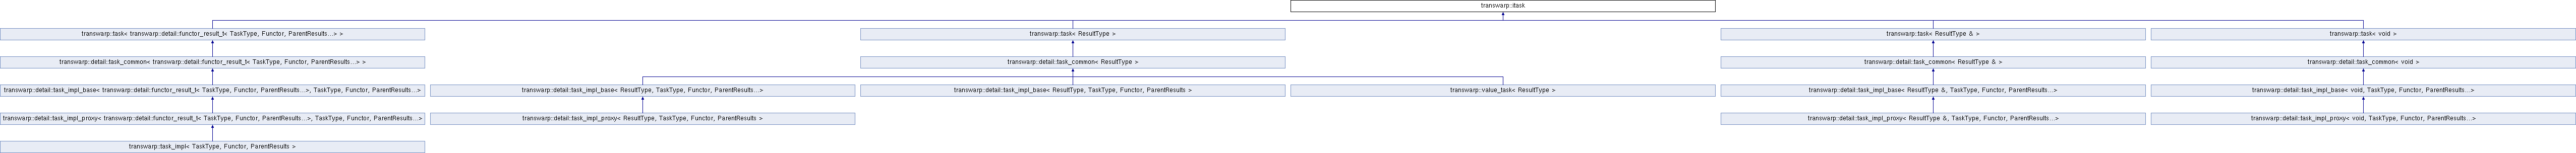 transwarp::itask
transwarp::task< transwarp::detail::functor_result_t< TaskType, Functor, ParentResults...> >
transwarp::task< ResultType >
transwarp::task< ResultType & >
transwarp::task< void >
transwarp::detail::task_common< transwarp::detail::functor_result_t< TaskType, Functor, ParentResults...> >
transwarp::detail::task_common< ResultType >
transwarp::detail::task_common< ResultType & >
transwarp::detail::task_common< void >
transwarp::detail::task_impl_base< transwarp::detail::functor_result_t< TaskType, Functor, ParentResults...>, TaskType, Functor, ParentResults...>
transwarp::detail::task_impl_base< ResultType, TaskType, Functor, ParentResults...>
transwarp::detail::task_impl_base< ResultType, TaskType, Functor, ParentResults >
transwarp::value_task< ResultType >
transwarp::detail::task_impl_base< ResultType &, TaskType, Functor, ParentResults...>
transwarp::detail::task_impl_base< void, TaskType, Functor, ParentResults...>
transwarp::detail::task_impl_proxy< transwarp::detail::functor_result_t< TaskType, Functor, ParentResults...>, TaskType, Functor, ParentResults...>
transwarp::detail::task_impl_proxy< ResultType, TaskType, Functor, ParentResults >
transwarp::detail::task_impl_proxy< ResultType &, TaskType, Functor, ParentResults...>
transwarp::detail::task_impl_proxy< void, TaskType, Functor, ParentResults...>
transwarp::task_impl< TaskType, Functor, ParentResults >